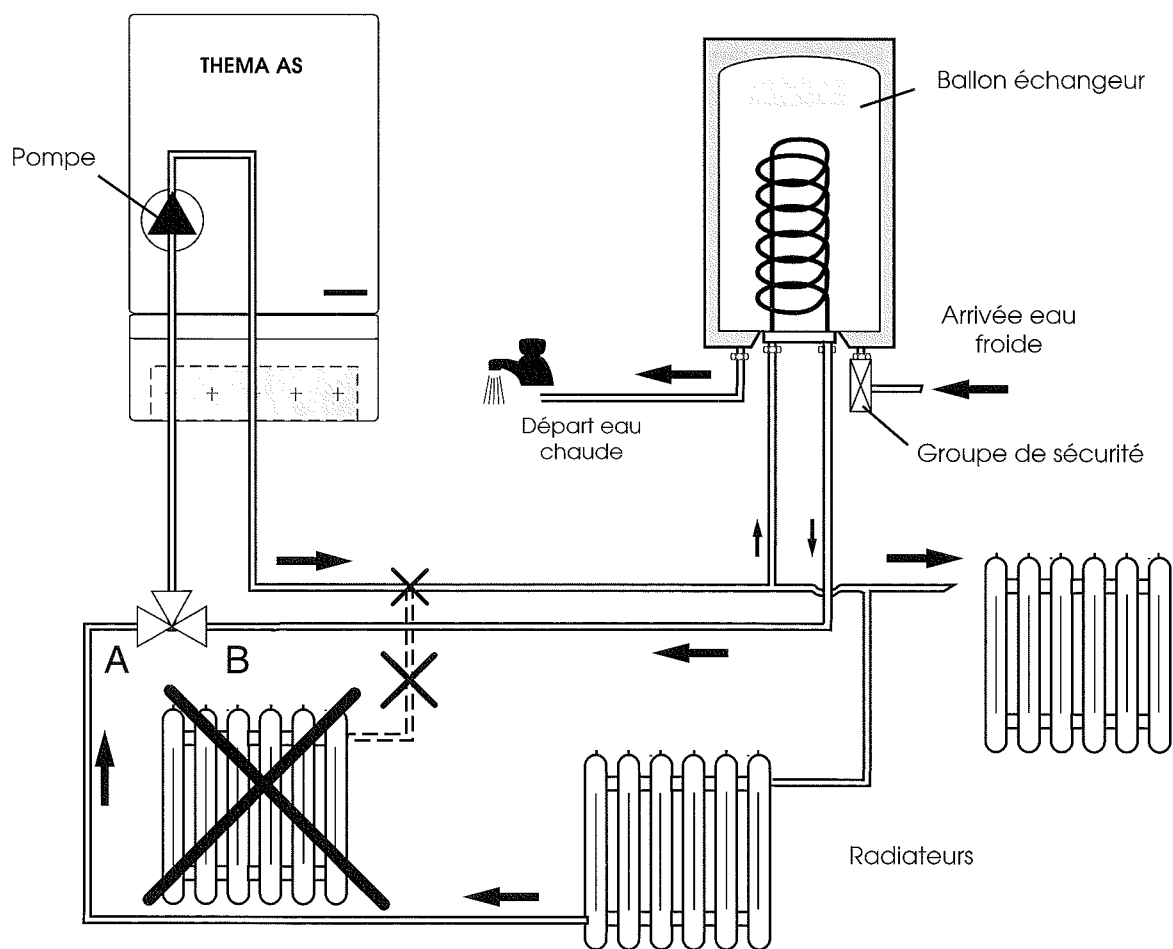 THEMA AS
Ballon échangeur
Pompe
Arrivée eau
froide
Départ eau
chaude
Groupe de sécurité
A
B
Radiateurs